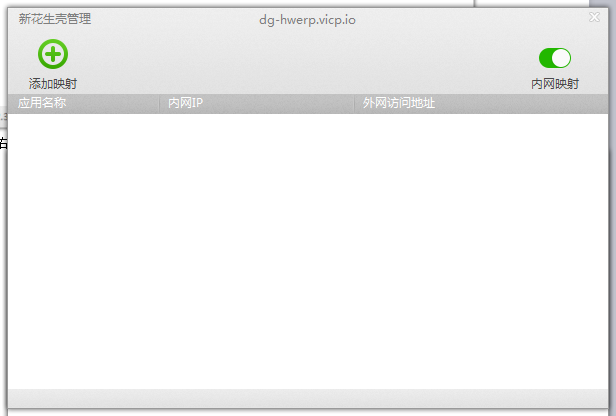 新花生壳管理
dg-hwerp.vicp.io
添加映射
内网映射
应用名称
内网IP
外网访问地址